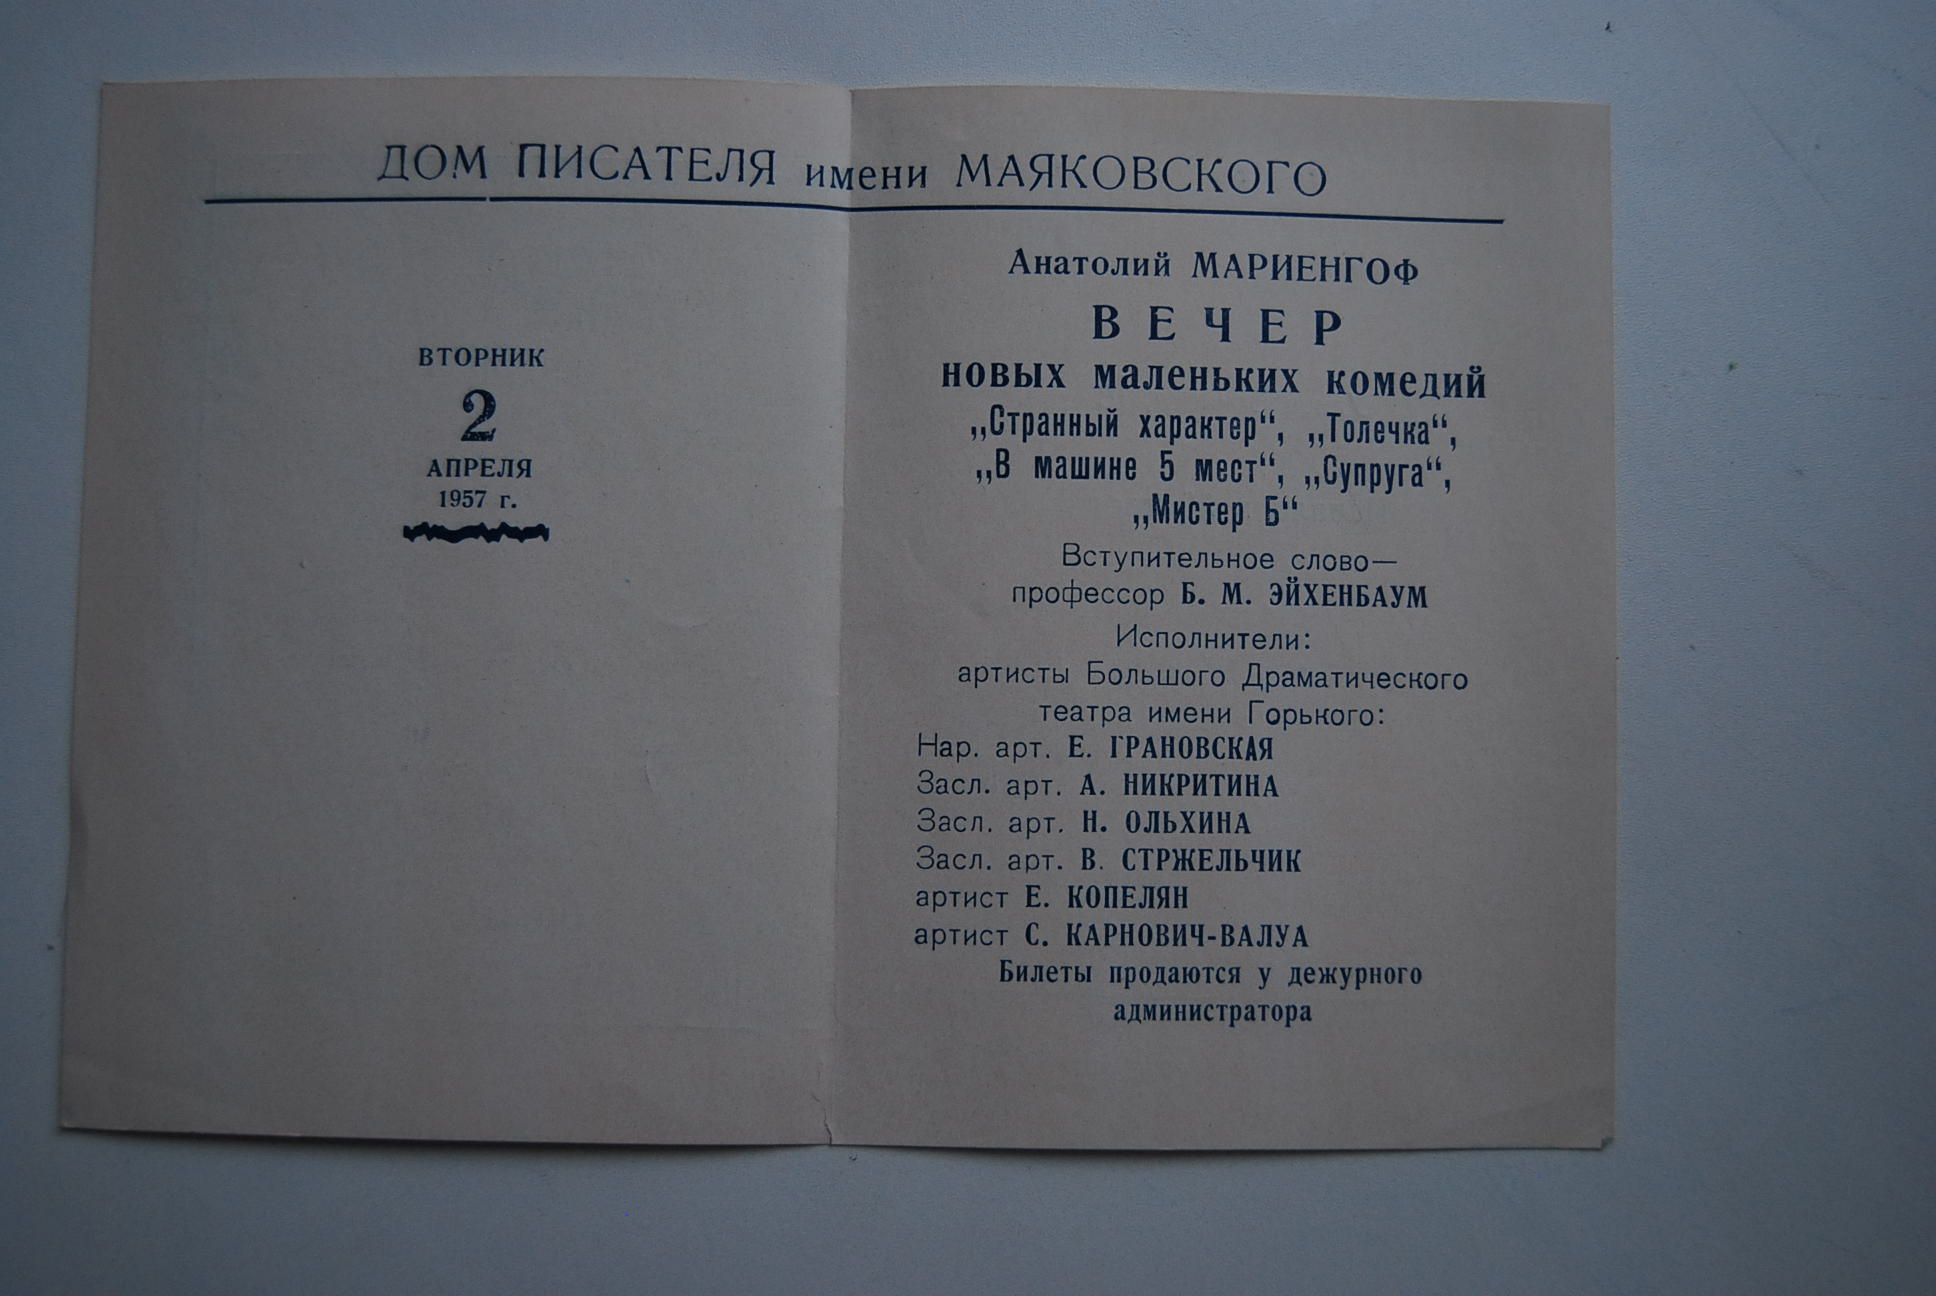 ДОМ ПИСАТЕЛЯ имени МАЯКОВСКОГО
ВТОРНИК
2
АПРЕЛЯ
1957 г.
Анатолий МАРИЕНГОФ
ВЕЧЕР
новых маленьких комедий
„Странный характер“, „Толечка“,
„В машине 5 мест“, „Супруга“,
„Мистер Б“
Вступительное слово—
профессор Б. М. ЭЙХЕНБАУМ
Исполнители:
артисты Большого Драматического
театра имени Горького:
Нар. арт. Е. ГРАНОВСКАЯ
Засл. арт. А. НИКРИТИНА
Засл. арт. Н. ОЛЬХИНА
Засл. арт. В. СТРЖЕЛЬЧИК
артист Е. КОПЕЛЯН
артист С. КАРНОВИЧ-ВАЛУА
Билеты продаются у дежурного
администратора